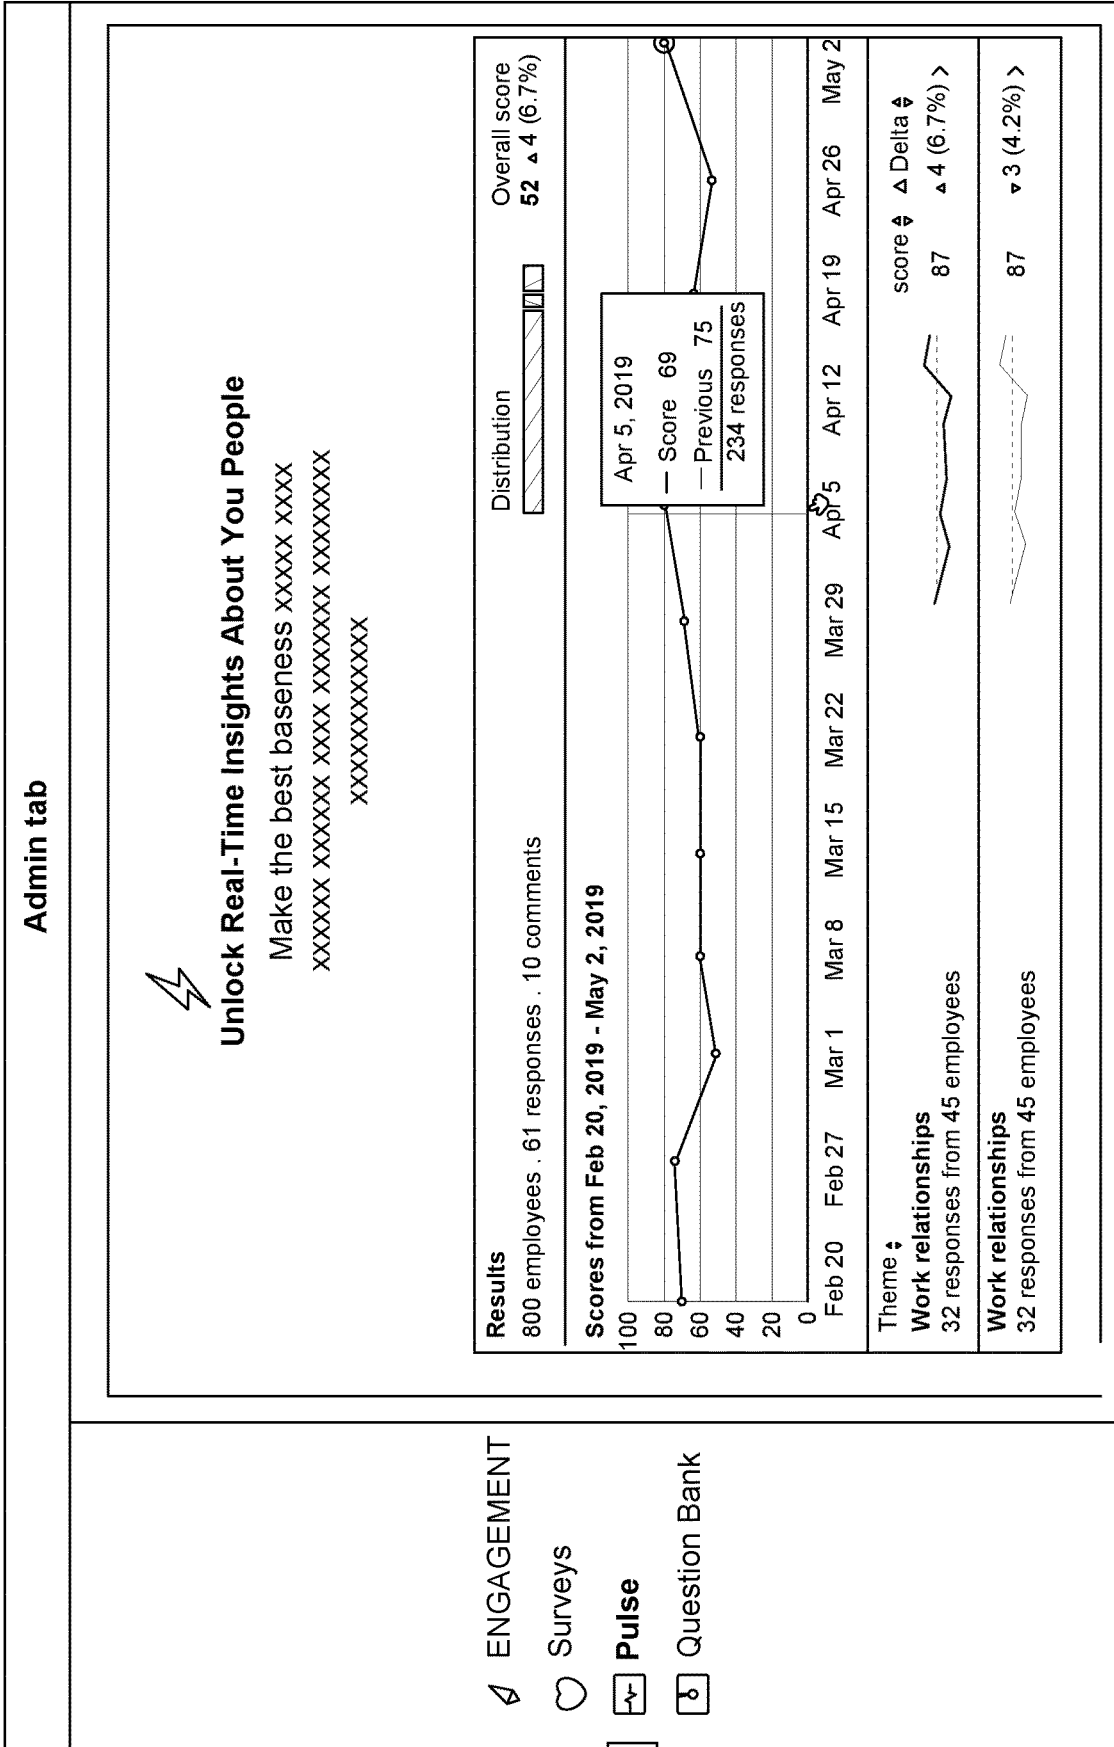 Admin tab
ENGAGEMENT
Surveys
Pulse
Question Bank
Unlock Real-Time Insights About You People
Make the best baseness xxxxx xxxx
xxxxxx xxxxxx xxxx xxxxxx xxxxxxxx
xxxxxxxxxx
Results
800 employees . 61 responses . 10 comments
Distribution
Overall score
52 ▵ 4 (6.7%)
Scores from Feb 20, 2019 - May 2, 2019
100
80
60
40
20
0
Apr 5, 2019
— Score 69
— Previous 75
234 responses
Feb 20 Feb 27 Mar 1 Mar 8 Mar 15 Mar 22 Mar 29 Apr 5 Apr 12 Apr 19 Apr 26 May 2
Theme score Δ Delta
Work relationships
32 responses from 45 employees
87 ▵ 4 (6.7%) >
Work relationships
32 responses from 45 employees
87 ▿ 3 (4.2%) >